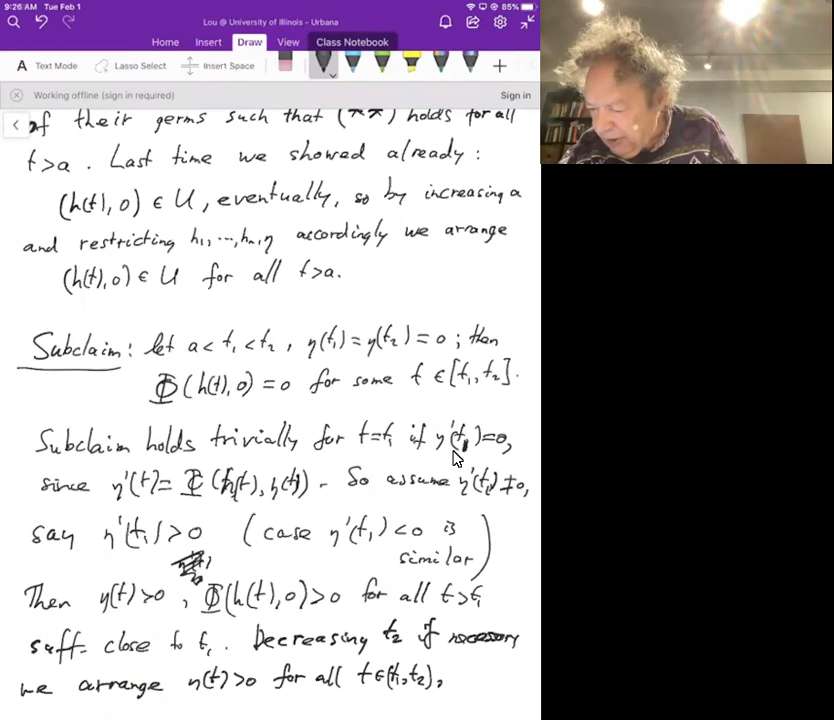 9:26 AM Tue Feb 1
Lou @ University of Illinois - Urbana
85%
Home Insert Draw View Class Notebook
A Text Mode Lasso Select Insert Space
Working offline (sign in required) Sign in
of their germs such that (**) holds for all
t>a. Last time we showed already:
(h(t), 0) ∈ U, eventually, so by increasing a
and restricting h₁, ..., hₙ, η accordingly we arrange
(h(t), 0) ∈ U for all t>a.
Subclaim: let a < t₁ < t₂, η(t₁) = η(t₂) = 0; then
Φ(h(t), 0) = 0 for some t ∈ [t₁, t₂].
Subclaim holds trivially for t=t₁ if η'(t₁)=0,
since η'(t) = Φ(h(t), η(t)). So assume η'(t₁) ≠ 0,
say η'(t₁) > 0 (case η'(t₁) < 0 is
similar)
Then η(t) > 0, Φ(h(t), 0) > 0 for all t > t₁
suff. close to t₁. Decreasing t₂ if necessary
we arrange η(t) > 0 for all t ∈ (t₁, t₂),